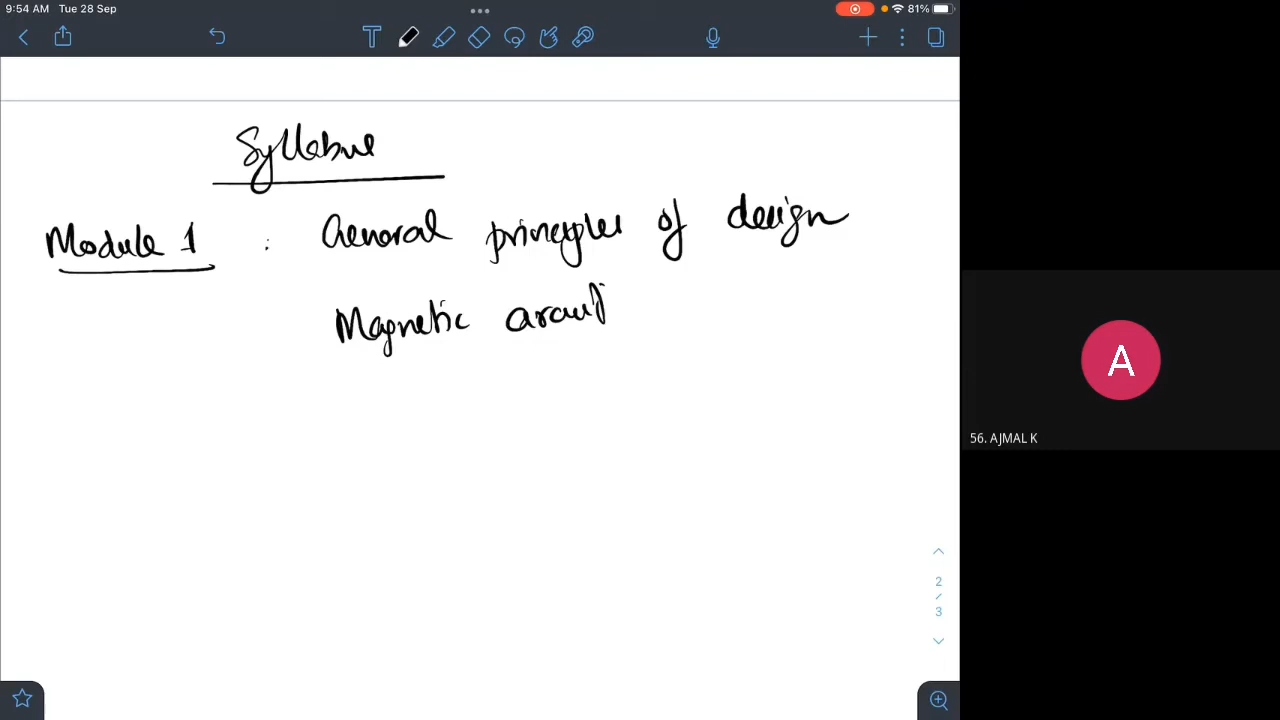 9:54 AM Tue 28 Sep
81%
T
Syllabus
Module 1 : General principles of design
Magnetic circuit
A
56. AJMAL K
2
/
3